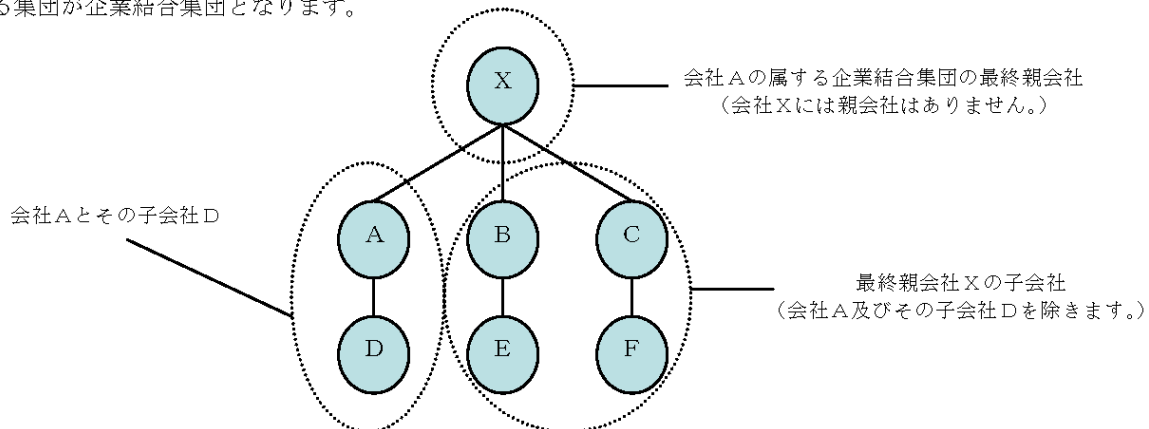 る集団が企業結合集団となります。
X
会社Aの属する企業結合集団の最終親会社
(会社Xには親会社はありません。)
会社Aとその子会社D
A
B
C
最終親会社Xの子会社
(会社A及びその子会社Dを除きます。)
D
E
F